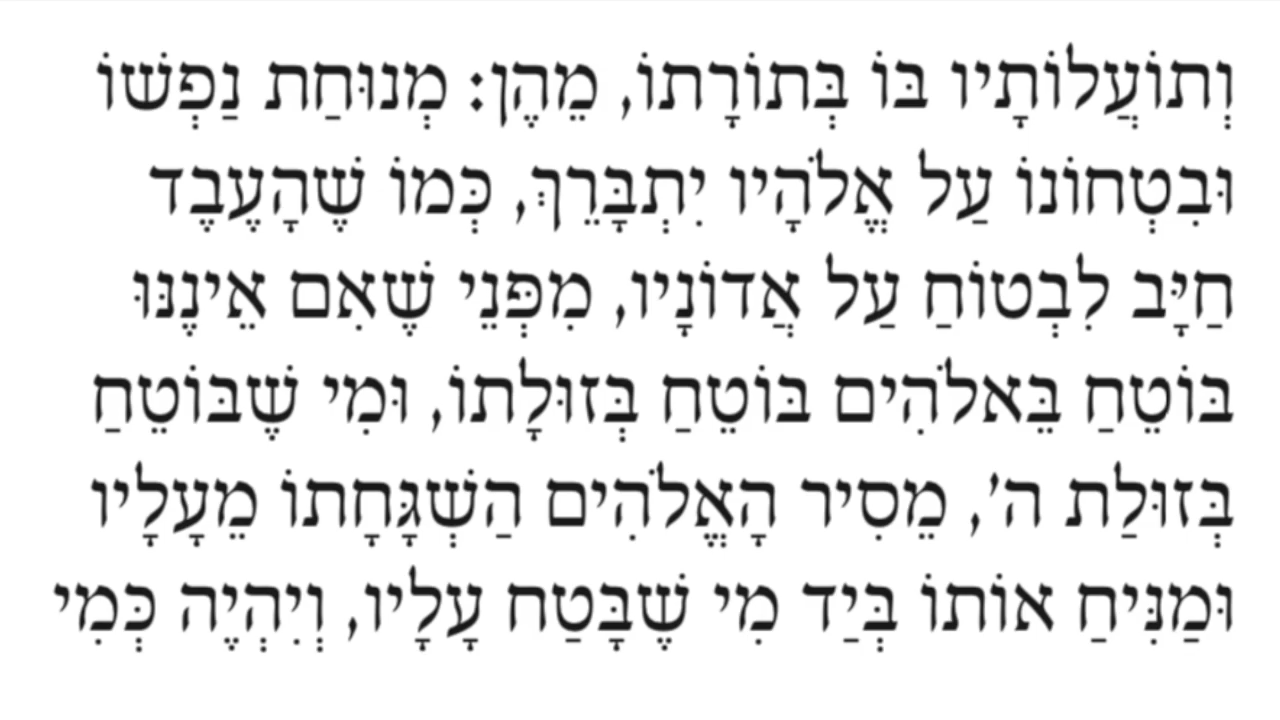 וְתוֹעֲלוֹתָיו בּוֹ בְּתוֹרָתוֹ, מֵהֶן: מְנוּחַת נַפְשׁוֹ
וּבִטְחוֹנוֹ עַל אֱלֹהָיו יִתְבָּרֵךְ, כְּמוֹ שֶׁהָעֶבֶד
חַיָּב לִבְטוֹחַ עַל אֲדוֹנָיו, מִפְּנֵי שֶׁאִם אֵינֶנּוּ
בּוֹטֵחַ בֵּאלֹהִים בּוֹטֵחַ בְּזוּלָתוֹ, וּמִי שֶׁבּוֹטֵחַ
בְּזוּלַת ה', מֵסִיר הָאֱלֹהִים הַשְׁגָּחָתוֹ מֵעָלָיו
וּמַנִּיחַ אוֹתוֹ בְּיַד מִי שֶׁבָּטַח עָלָיו, וְיִהְיֶה כְּמִי